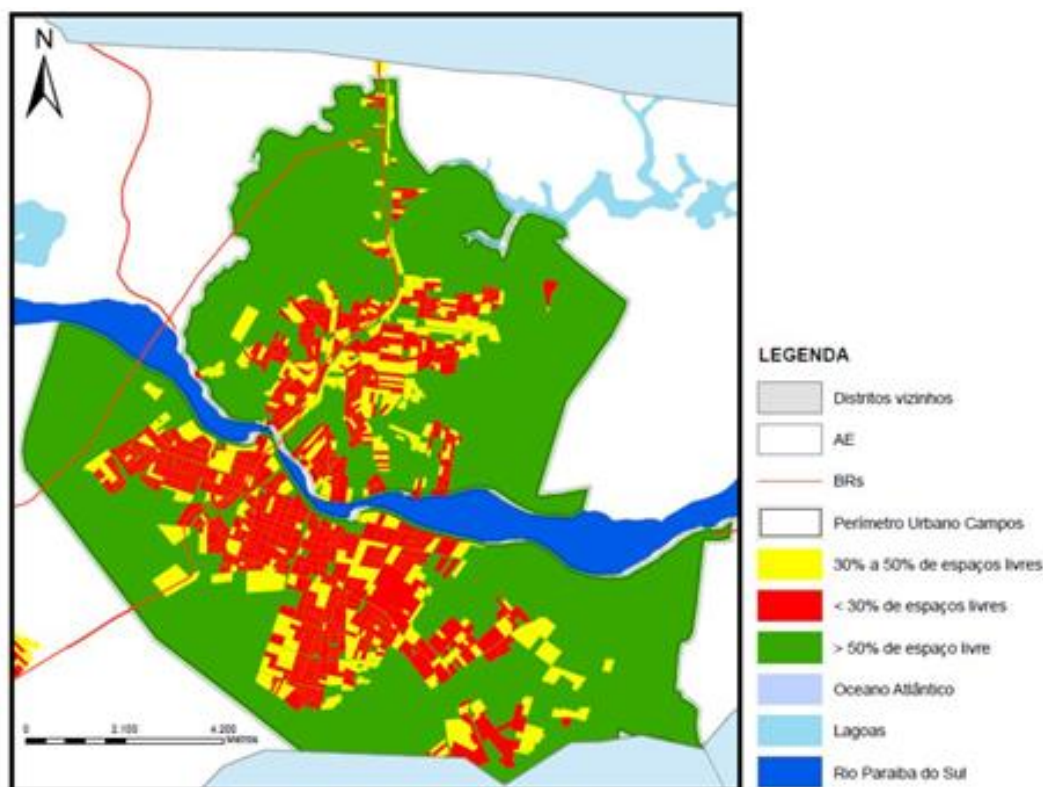 N
0 2.100 4.200
Metros
LEGENDA
Distritos vizinhos
AE
BRs
Perímetro Urbano Campos
30% a 50% de espaços livres
< 30% de espaços livres
> 50% de espaço livre
Oceano Atlântico
Lagoas
Rio Paraiba do Sul